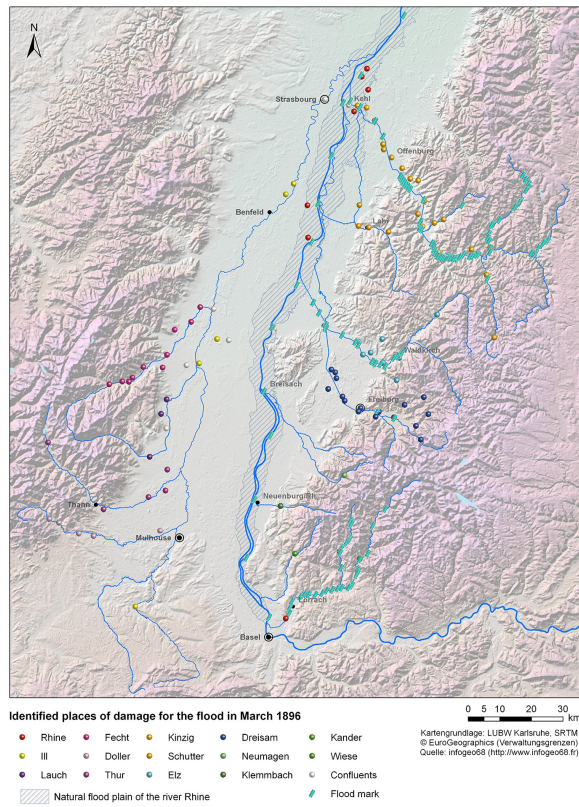 N
Strasbourg
Kehl
Offenburg
Benfeld
Lahr
Waldkirch
Breisach
Freiburg
Thann
Neuenburg/Rh.
Mulhouse
Lörrach
Basel
Identified places of damage for the flood in March 1896
0 5 10 20 30 km
Rhine Fecht Kinzig Dreisam Kander
Ill Doller Schutter Neumagen Wiese
Lauch Thur Elz Klemmbach Confluents
Natural flood plain of the river Rhine
Flood mark
Kartengrundlage: LUBW Karlsruhe, SRTM
© EuroGeographics (Verwaltungsgrenzen)
Quelle: infogeo68 (http://www.infogeo68.fr)